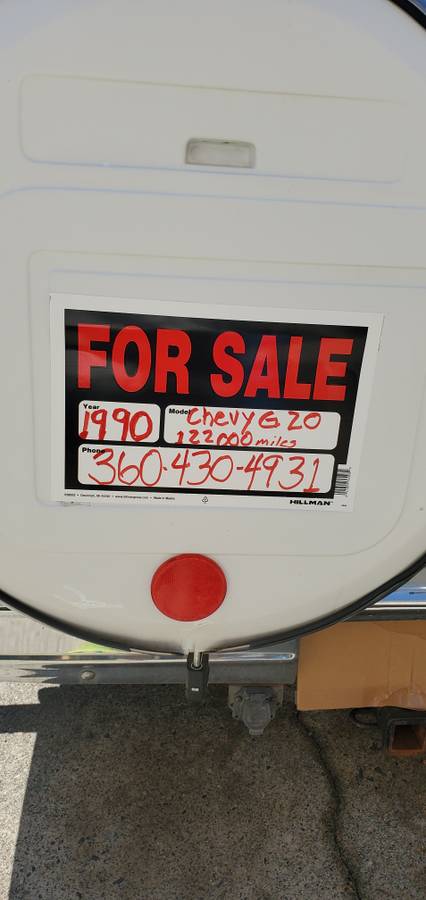 FOR SALE
Year 1990
Model Chevy G20
122000 miles
Phone 360-430-4931
HILLMAN